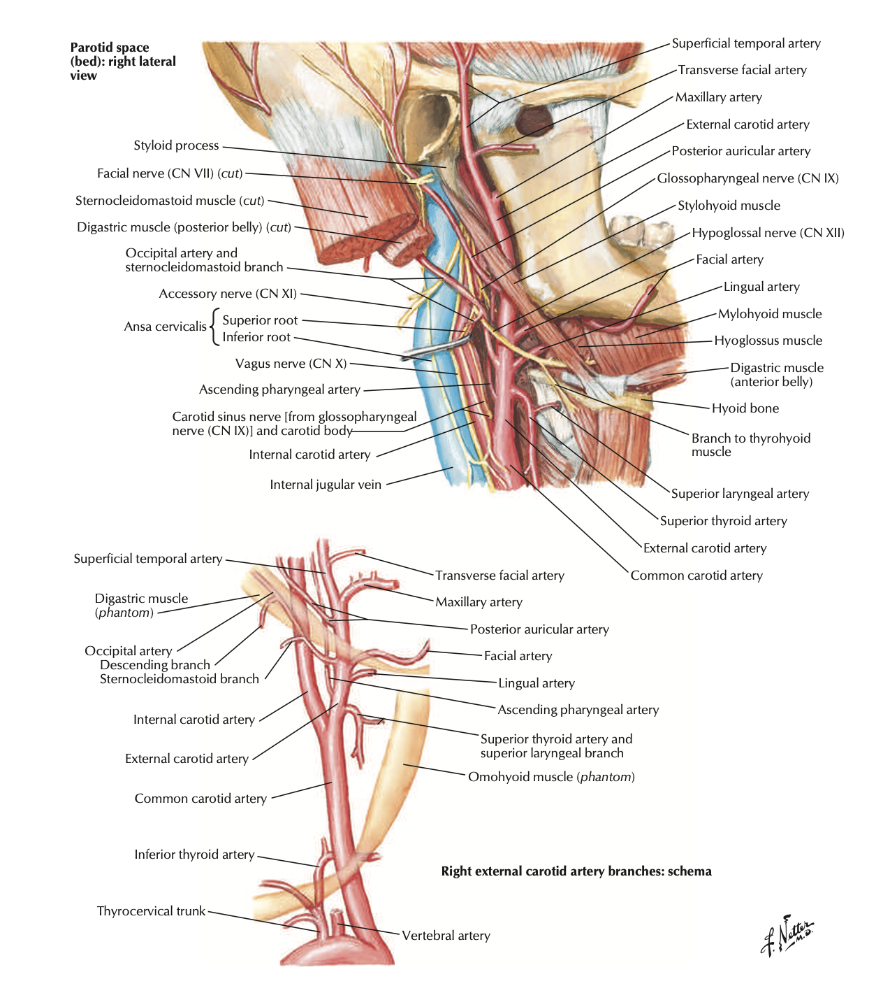 Parotid space
(bed): right lateral
view
Superficial temporal artery
Transverse facial artery
Maxillary artery
External carotid artery
Posterior auricular artery
Glossopharyngeal nerve (CN IX)
Stylohyoid muscle
Hypoglossal nerve (CN XII)
Facial artery
Lingual artery
Mylohyoid muscle
Hyoglossus muscle
Digastric muscle
(anterior belly)
Hyoid bone
Branch to thyrohyoid
muscle
Superior laryngeal artery
Superior thyroid artery
External carotid artery
Common carotid artery
Styloid process
Facial nerve (CN VII) (cut)
Sternocleidomastoid muscle (cut)
Digastric muscle (posterior belly) (cut)
Occipital artery and
sternocleidomastoid branch
Accessory nerve (CN XI)
Ansa cervicalis
Superior root
Inferior root
Vagus nerve (CN X)
Ascending pharyngeal artery
Carotid sinus nerve [from glossopharyngeal
nerve (CN IX)] and carotid body
Internal carotid artery
Internal jugular vein
Superficial temporal artery
Digastric muscle
(phantom)
Occipital artery
Descending branch
Sternocleidomastoid branch
Internal carotid artery
External carotid artery
Common carotid artery
Inferior thyroid artery
Thyrocervical trunk
Transverse facial artery
Maxillary artery
Posterior auricular artery
Facial artery
Lingual artery
Ascending pharyngeal artery
Superior thyroid artery and
superior laryngeal branch
Omohyoid muscle (phantom)
Right external carotid artery branches: schema
Vertebral artery
F. Netter
M.D.